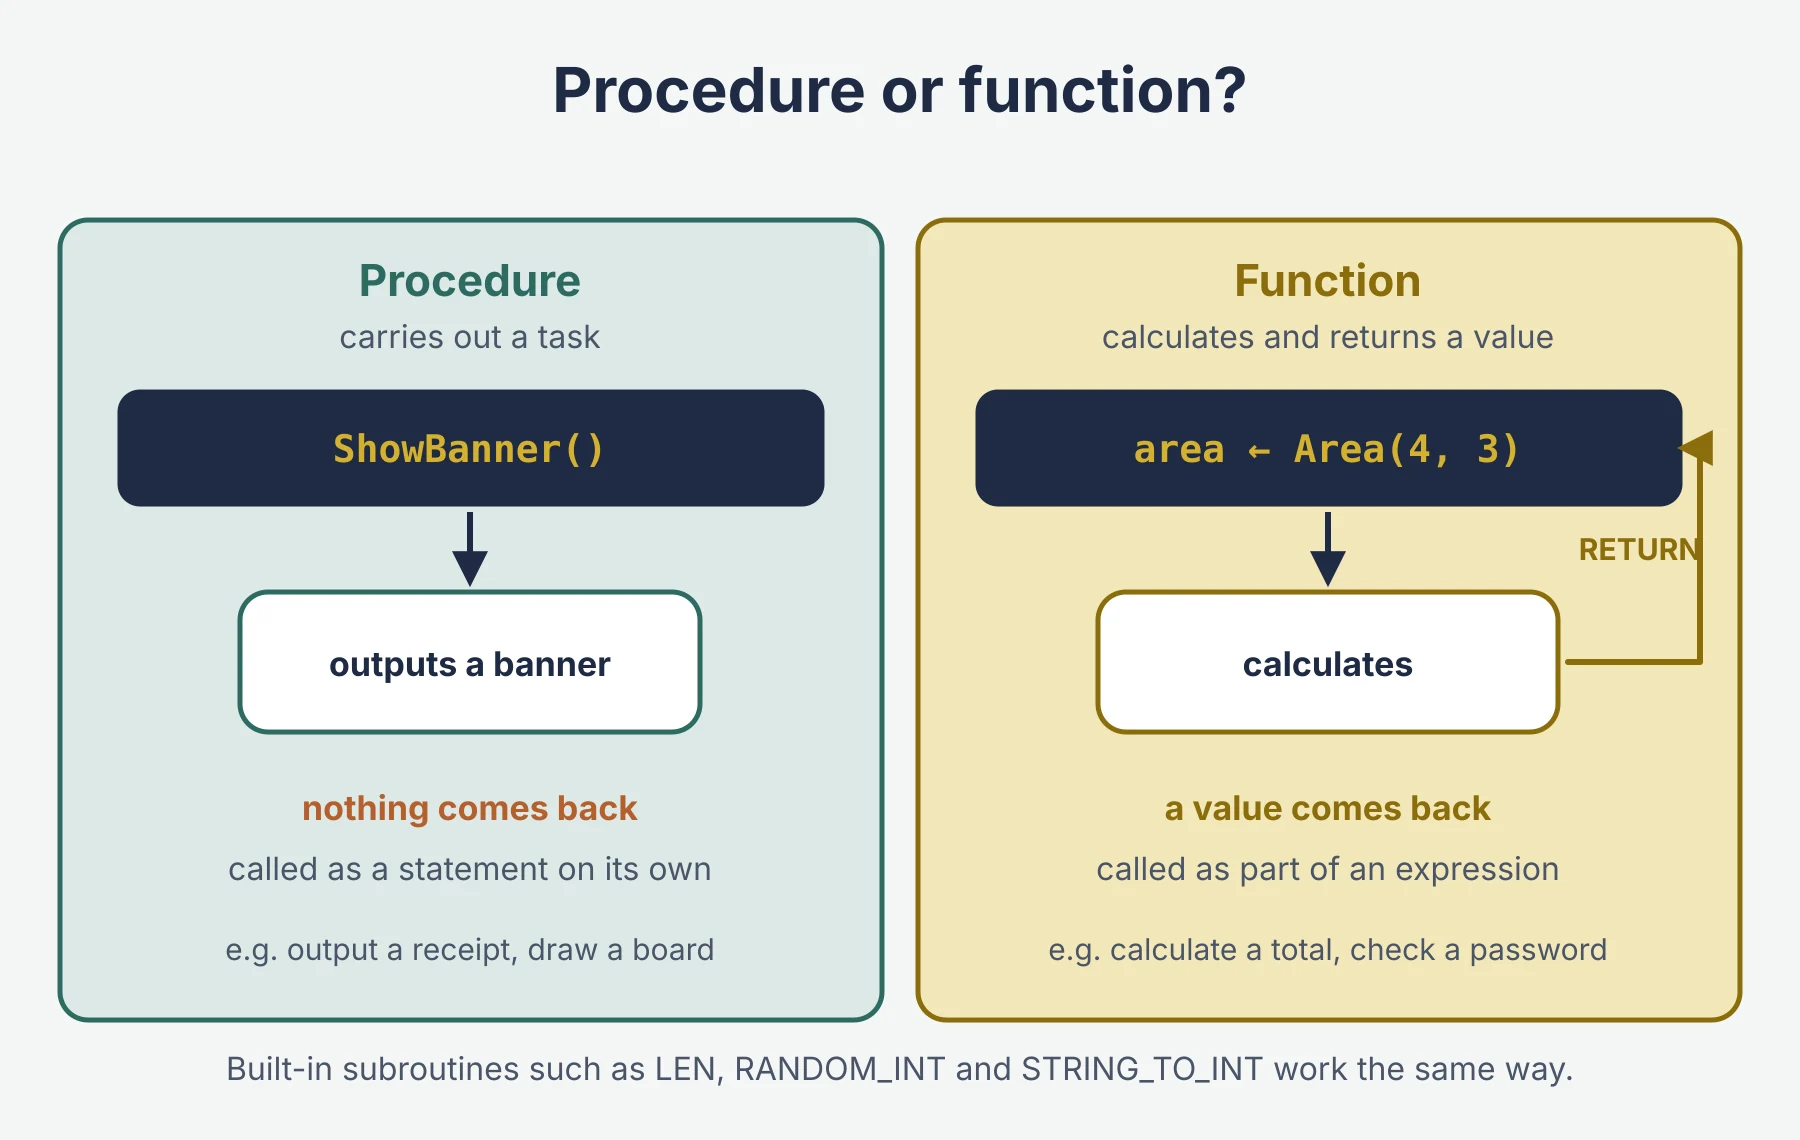 Procedure or function?
Procedure
carries out a task
ShowBanner()
outputs a banner
nothing comes back
called as a statement on its own
e.g. output a receipt, draw a board
Function
calculates and returns a value
area ← Area(4, 3)
RETURN
calculates
a value comes back
called as part of an expression
e.g. calculate a total, check a password
Built-in subroutines such as LEN, RANDOM_INT and STRING_TO_INT work the same way.